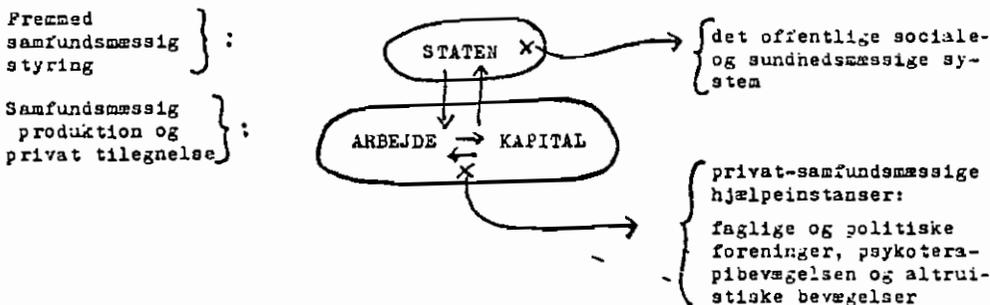 Fremmed
samfundsmæssig
styring
:
STATEN
det offentlige sociale-
og sundhedsmæssige sy-
stem
Samfundsmæssig
produktion og
privat tilegnelse
:
ARBEJDE
KAPITAL
privat-samfundsmæssige
hjælpeinstanser:
faglige og politiske
foreninger, psykotera-
pibevægelsen og altrui-
stiske bevægelser